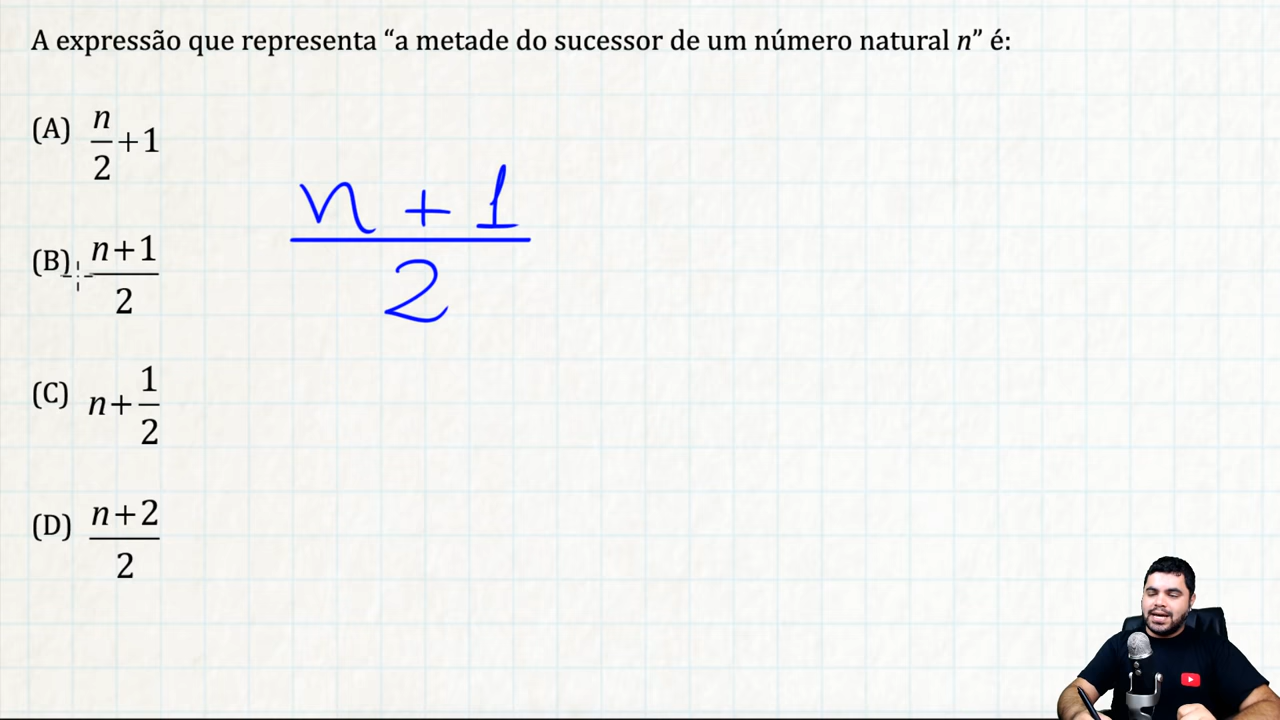 A expressão que representa “a metade do sucessor de um número natural n” é:
(A) n/2 + 1
(B) (n+1)/2
n + 1
2
(C) n + 1/2
(D) (n+2)/2